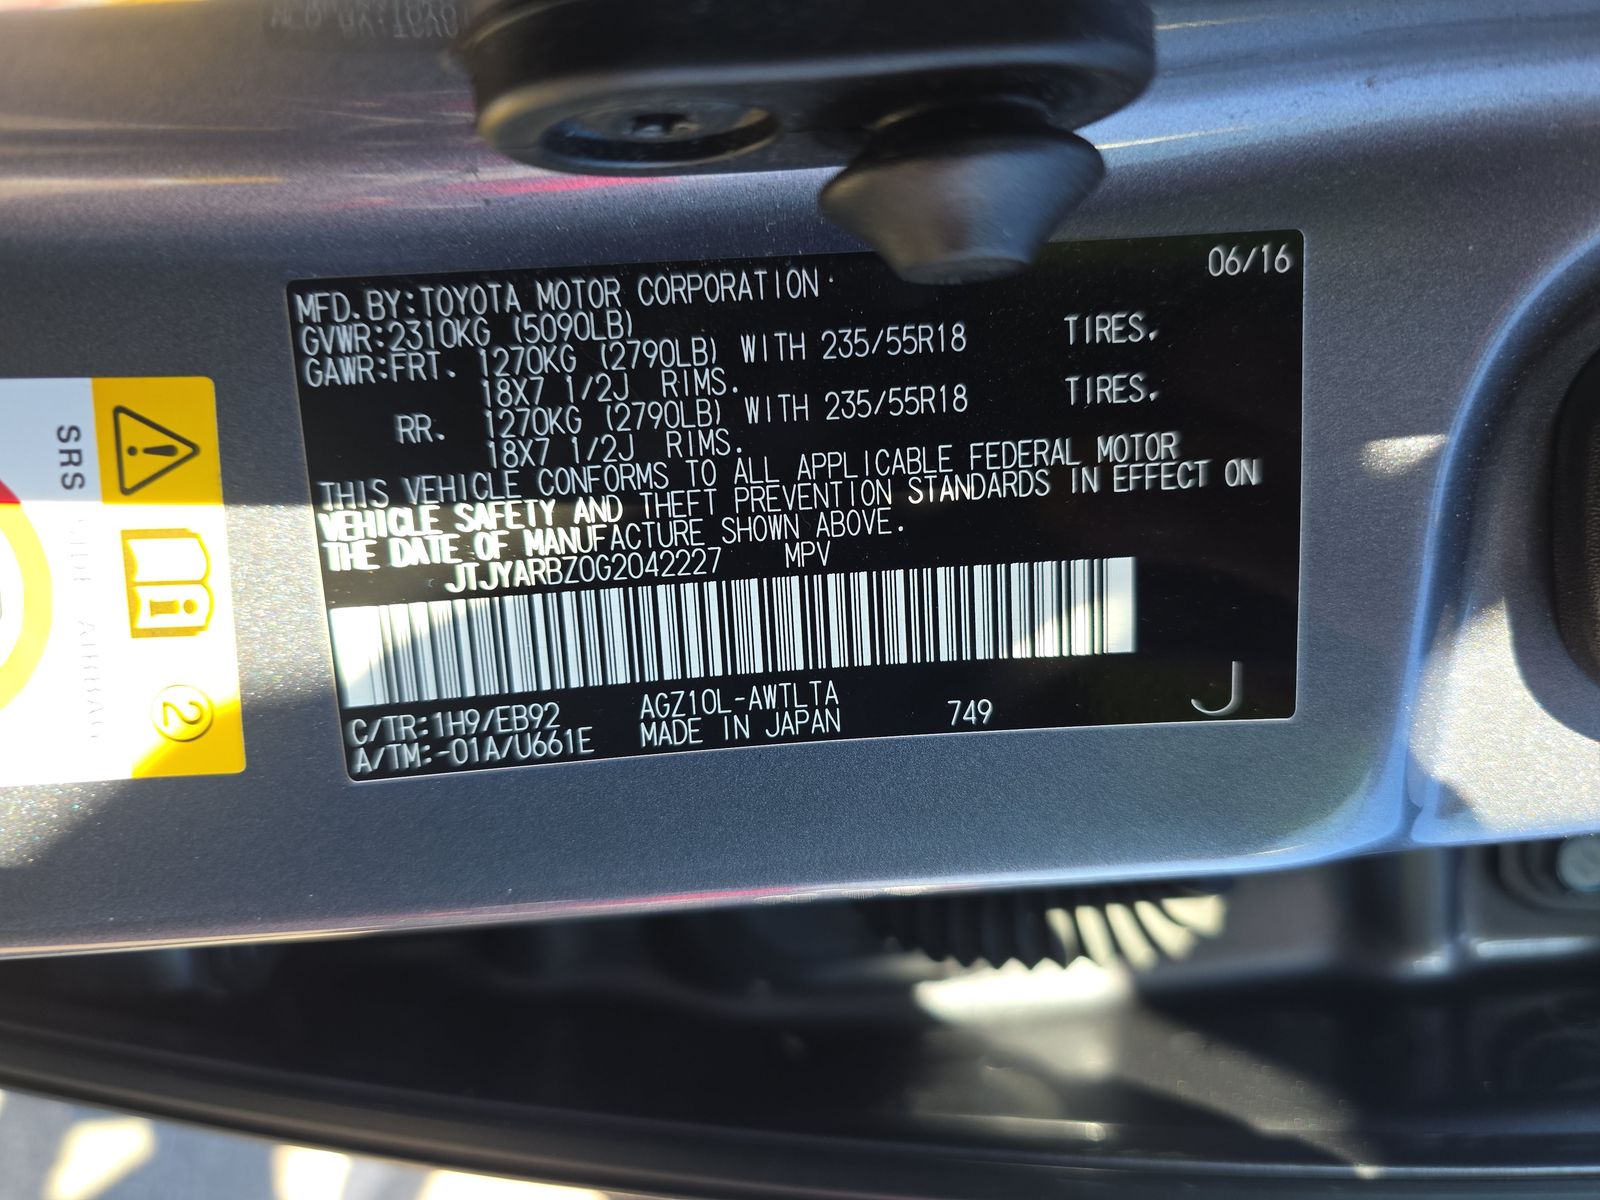 06/16
MFD.BY:TOYOTA MOTOR CORPORATION
GVWR:2310KG (5090LB)
GAWR:FRT. 1270KG (2790LB) WITH 235/55R18 TIRES.
18X7 1/2J RIMS.
RR. 1270KG (2790LB) WITH 235/55R18 TIRES.
18X7 1/2J RIMS.
THIS VEHICLE CONFORMS TO ALL APPLICABLE FEDERAL MOTOR
VEHICLE SAFETY AND THEFT PREVENTION STANDARDS IN EFFECT ON
THE DATE OF MANUFACTURE SHOWN ABOVE.
JTJYARBZ0G2042227 MPV
C/TR:1H9/EB92 AGZ10L-AWTLTA 749 J
A/TM:-01A/U661E MADE IN JAPAN
SRS
AIRBAG
2